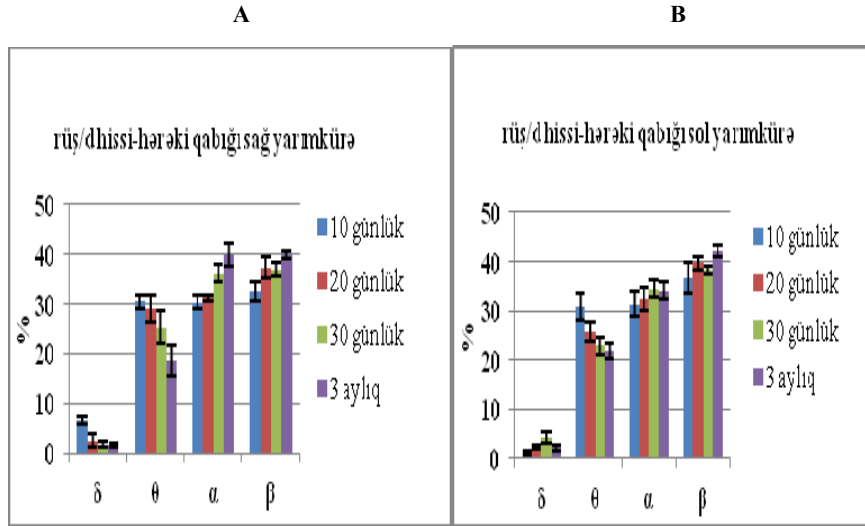 A
B
rüş/dhissi-hərəki qabığı sağ yarımkürə
50
40
30
20
10
0
%
δ θ α β
10 günlük
20 günlük
30 günlük
3 aylıq
rüş/dhissi-hərəki qabığı sol yarımkürə
50
40
30
20
10
0
%
δ θ α β
10 günlük
20 günlük
30 günlük
3 aylıq